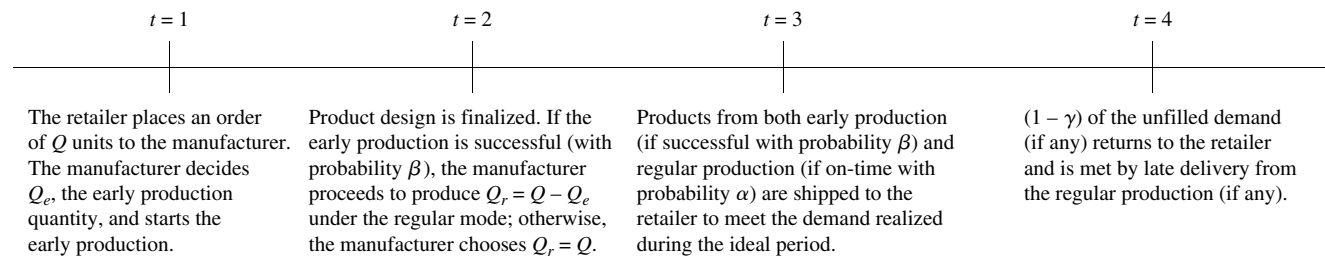 t = 1
t = 2
t = 3
t = 4
The retailer places an order
of Q units to the manufacturer.
The manufacturer decides
Qe, the early production
quantity, and starts the
early production.
Product design is finalized. If the
early production is successful (with
probability β), the manufacturer
proceeds to produce Qr = Q – Qe
under the regular mode; otherwise,
the manufacturer chooses Qr = Q.
Products from both early production
(if successful with probability β) and
regular production (if on-time with
probability α) are shipped to the
retailer to meet the demand realized
during the ideal period.
(1 – γ) of the unfilled demand
(if any) returns to the retailer
and is met by late delivery from
the regular production (if any).